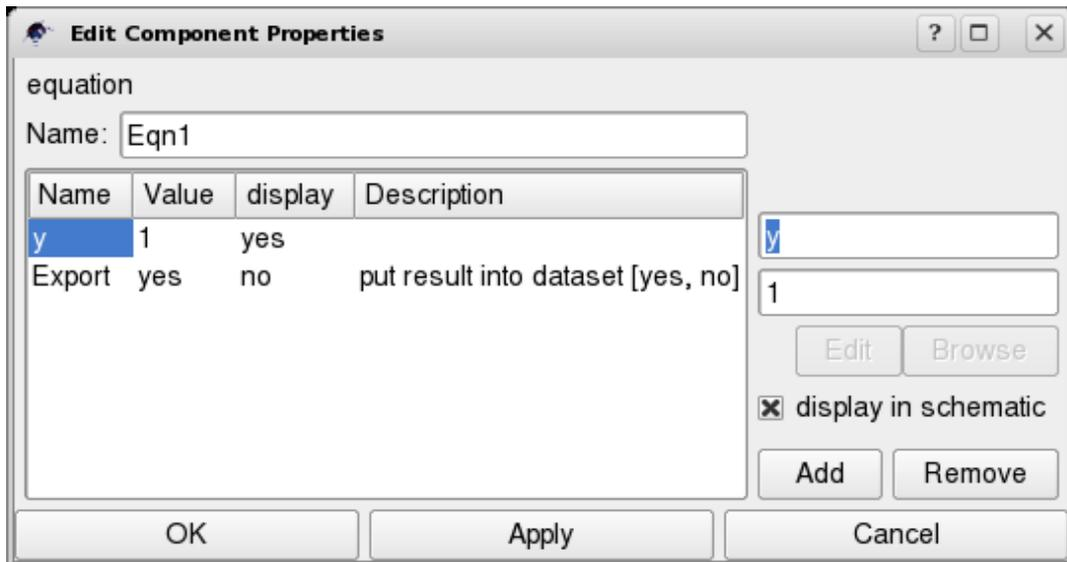 Edit Component Properties ?
equation
Name: Eqn1
Name Value display Description
y 1 yes
Export yes no put result into dataset [yes, no]
y
1
Edit Browse
display in schematic
Add Remove
OK Apply Cancel